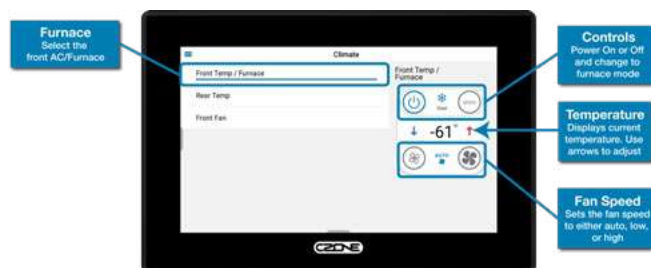 Furnace
Select the
front AC/Furnace
Climate
Front Temp / Furnace
Rear Temp
Front Fan
Front Temp /
Furnace
-61°
AUTO
CZONE
Controls
Power On or Off
and change to
furnace mode
Temperature
Displays current
temperature. Use
arrows to adjust
Fan Speed
Sets the fan speed
to either auto, low,
or high